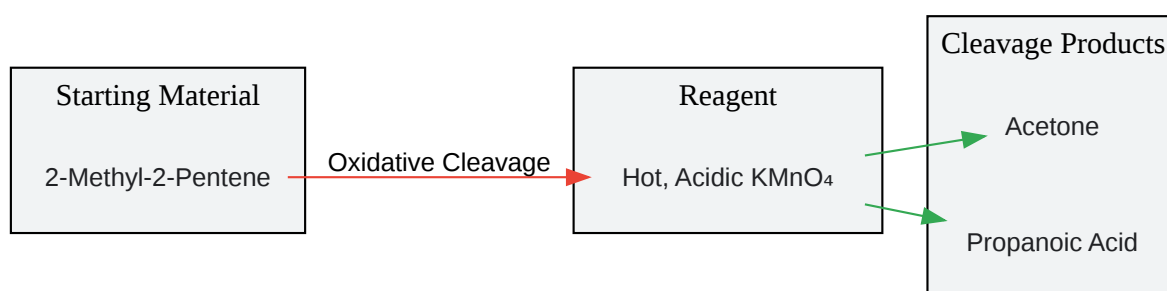 Starting Material
2-Methyl-2-Pentene
Oxidative Cleavage
Reagent
Hot, Acidic KMnO₄
Cleavage Products
Acetone
Propanoic Acid